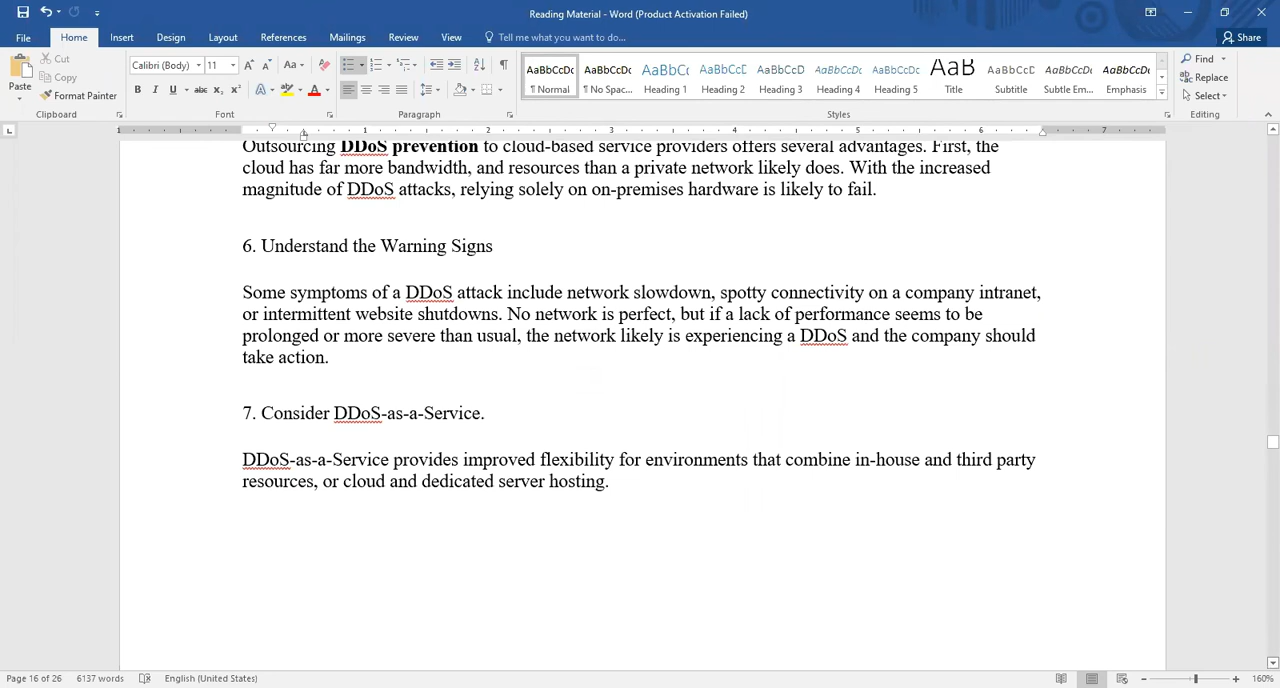 Reading Material - Word (Product Activation Failed)
File Home Insert Design Layout References Mailings Review View Tell me what you want to do... Share
Paste
Cut
Copy
Format Painter
Clipboard
Calibri (Body) 11
Font
Paragraph
AaBbCcDc AaBbCcDc AaBbCc AaBbCcD AaBbCcD AaBbCcD AaBbCcDc AaB AaBbCcD AaBbCcDc AaBbCcDc
¶ Normal ¶ No Spac... Heading 1 Heading 2 Heading 3 Heading 4 Heading 5 Title Subtitle Subtle Em... Emphasis
Styles
Find
Replace
Select
Editing
1 1 2 3 4 5 6 7
Outsourcing DDoS prevention to cloud-based service providers offers several advantages. First, the
cloud has far more bandwidth, and resources than a private network likely does. With the increased
magnitude of DDoS attacks, relying solely on on-premises hardware is likely to fail.
6. Understand the Warning Signs
Some symptoms of a DDoS attack include network slowdown, spotty connectivity on a company intranet,
or intermittent website shutdowns. No network is perfect, but if a lack of performance seems to be
prolonged or more severe than usual, the network likely is experiencing a DDoS and the company should
take action.
7. Consider DDoS-as-a-Service.
DDoS-as-a-Service provides improved flexibility for environments that combine in-house and third party
resources, or cloud and dedicated server hosting.
Page 16 of 26 6137 words English (United States) 160%